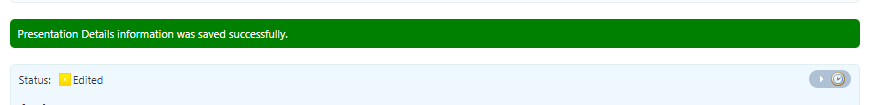 Presentation Details information was saved successfully.
Status: Edited